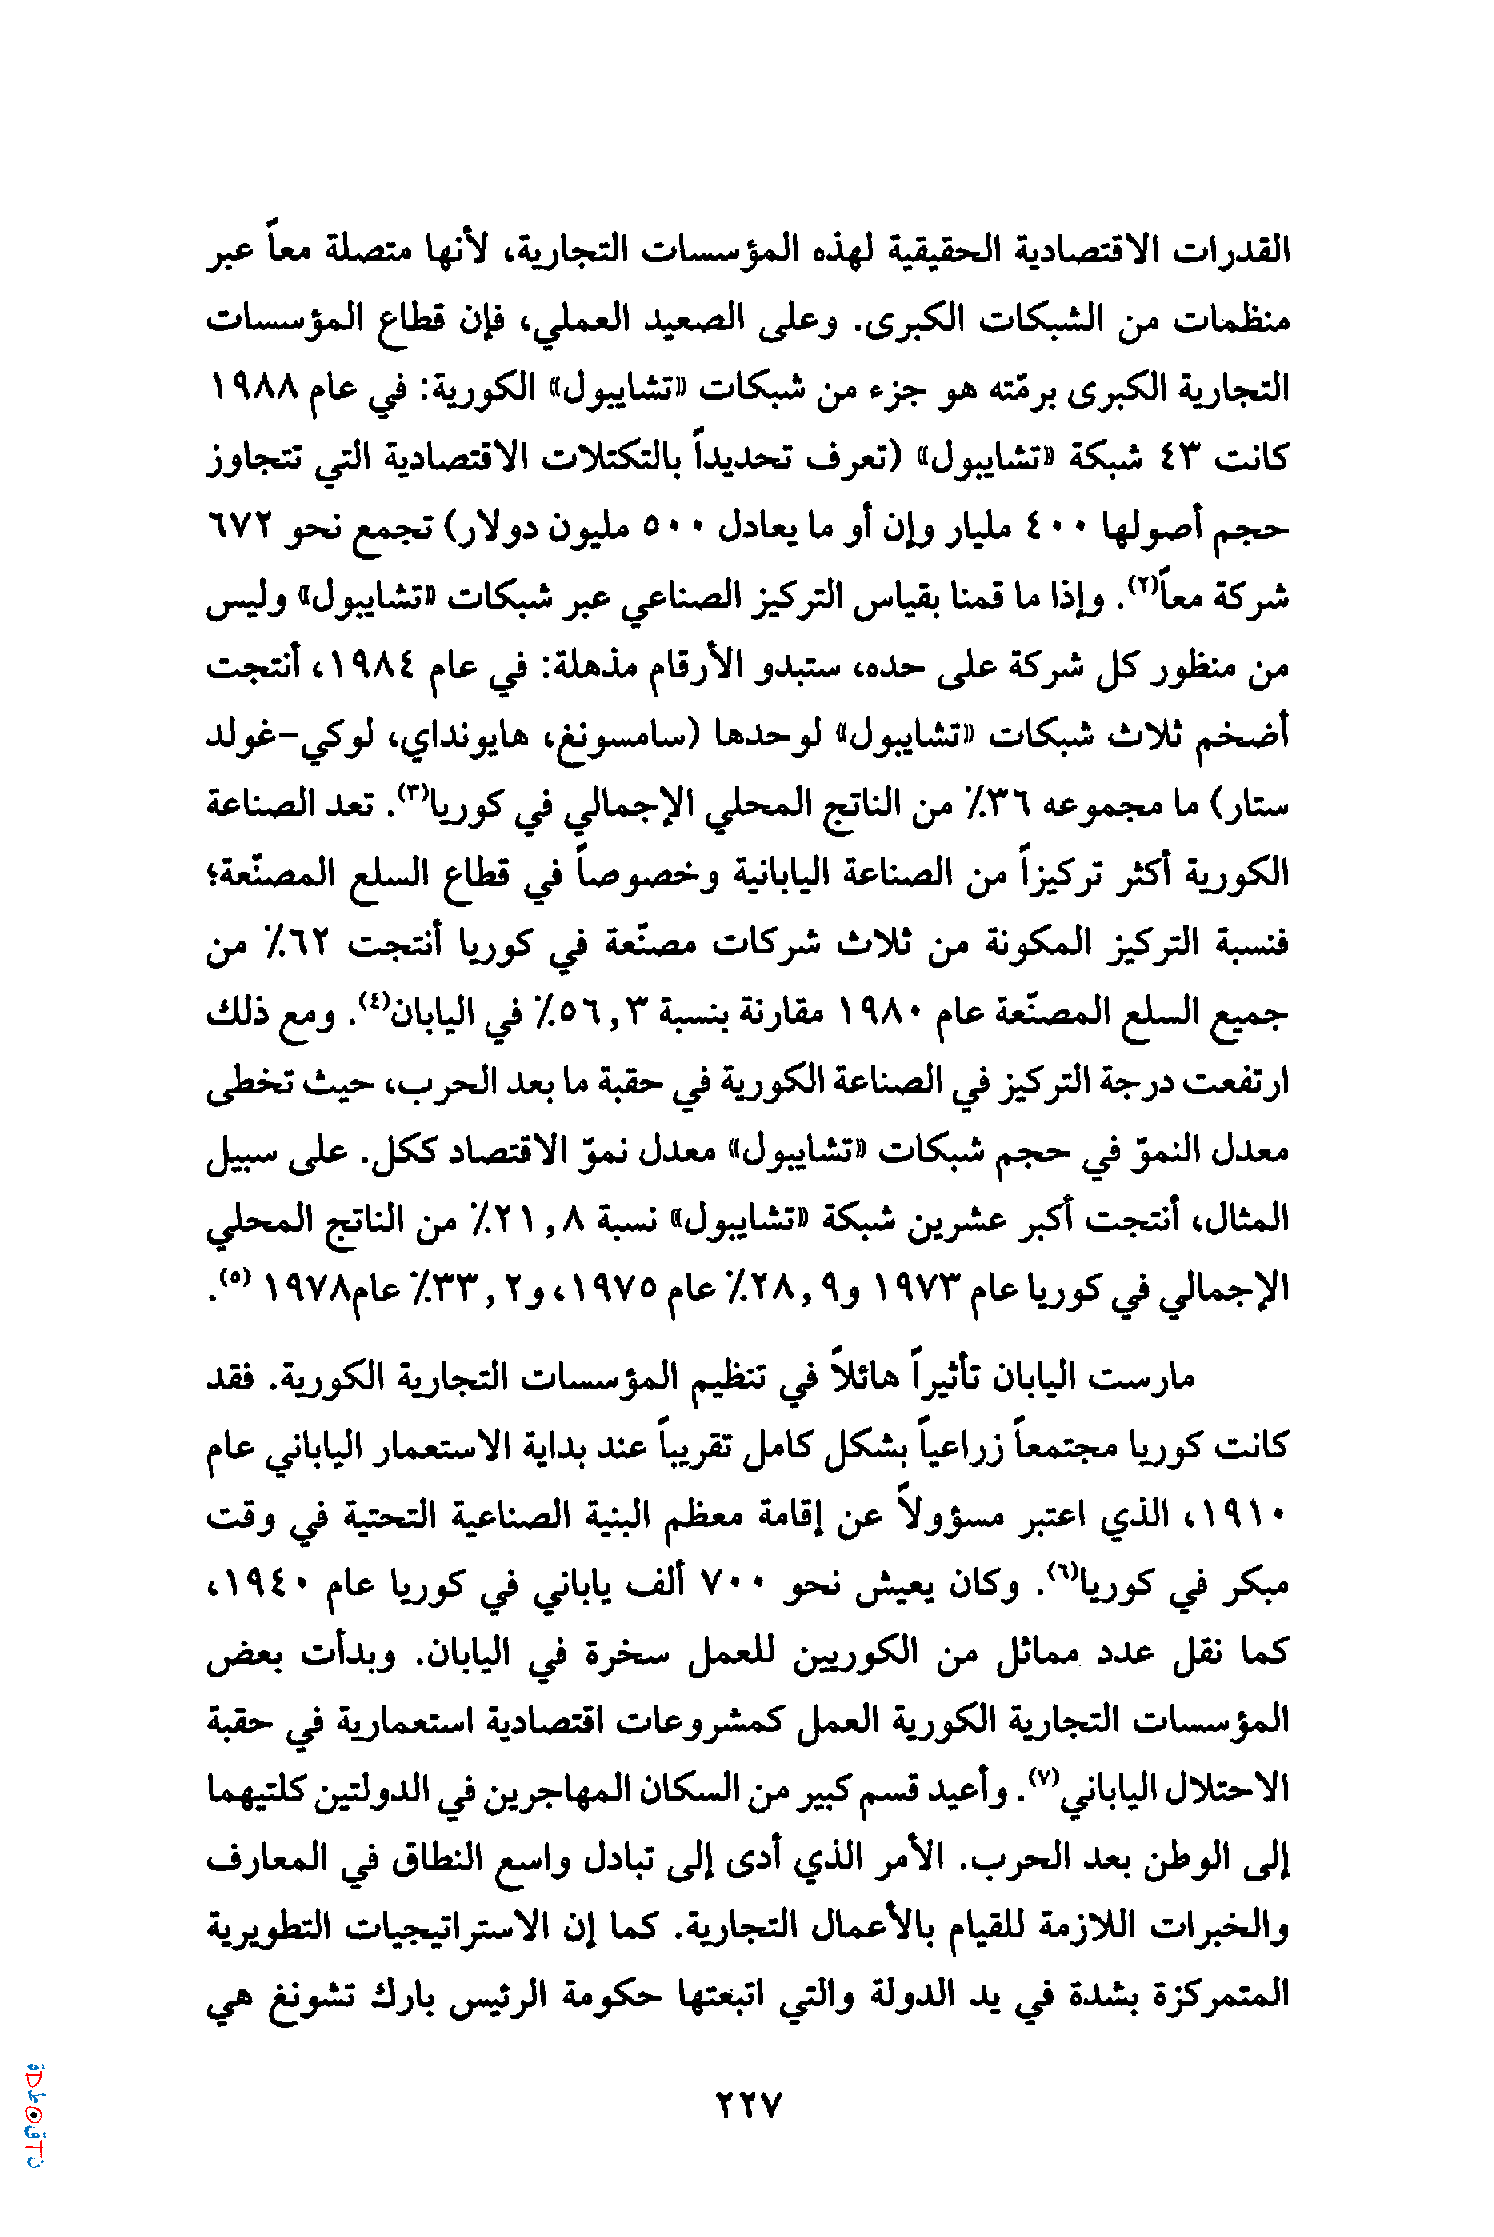 القدرات الاقتصادية الحقيقية لهذه المؤسسات التجارية، لأنها متصلة معاً عبر
منظمات من الشبكات الكبرى. وعلى الصعيد العملي، فإن قطاع المؤسسات
التجارية الكبرى برمّته هو جزء من شبكات «تشاييبول» الكورية: في عام ١٩٨٨
كانت ٤٣ شبكة «تشايبول» (تعرف تحديداً بالتكتلات الاقتصادية التي تتجاوز
حجم أصولها ٤٠٠ مليار وإن أو ما يعادل ٥٠٠ مليون دولار) تجمع نحو ٦٧٢
شركة معاً(٢). وإذا ما قمنا بقياس التركيز الصناعي عبر شبكات «تشايبول» وليس
من منظور كل شركة على حده، ستبدو الأرقام مذهلة: في عام ١٩٨٤، أنتجت
أضخم ثلاث شبكات «تشايبول» لوحدها (سامسونغ، هايونداي، لوكي-غولد
ستار) ما مجموعه ٣٦٪ من الناتج المحلي الإجمالي في كوريا(٣). تعد الصناعة
الكورية أكثر تركيزاً من الصناعة اليابانية وخصوصاً في قطاع السلع المصنّعة؛
فنسبة التركيز المكونة من ثلاث شركات مصنّعة في كوريا أنتجت ٦٢٪ من
جميع السلع المصنّعة عام ١٩٨٠ مقارنة بنسبة ٥٦,٣٪ في اليابان(٤). ومع ذلك
ارتفعت درجة التركيز في الصناعة الكورية في حقبة ما بعد الحرب، حيث تخطى
معدل النموّ في حجم شبكات «تشايبول» معدل نموّ الاقتصاد ككل. على سبيل
المثال، أنتجت أكبر عشرين شبكة «تشايبول» نسبة ٢١,٨٪ من الناتج المحلي
الإجمالي في كوريا عام ١٩٧٣ و٢٨,٩٪ عام ١٩٧٥، و٣٣,٢٪ عام١٩٧٨ (٥).
مارست اليابان تأثيراً هائلاً في تنظيم المؤسسات التجارية الكورية. فقد
كانت كوريا مجتمعاً زراعياً بشكل كامل تقريباً عند بداية الاستعمار الياباني عام
١٩١٠، الذي اعتبر مسؤولاً عن إقامة معظم البنية الصناعية التحتية في وقت
مبكر في كوريا(٦). وكان يعيش نحو ٧٠٠ ألف ياباني في كوريا عام ١٩٤٠،
كما نقل عدد مماثل من الكوريين للعمل سخرة في اليابان. وبدأت بعض
المؤسسات التجارية الكورية العمل كمشروعات اقتصادية استعمارية في حقبة
الاحتلال الياباني(٧). وأعيد قسم كبير من السكان المهاجرين في الدولتين كلتيهما
إلى الوطن بعد الحرب. الأمر الذي أدى إلى تبادل واسع النطاق في المعارف
والخبرات اللازمة للقيام بالأعمال التجارية. كما إن الاستراتيجيات التطويرية
المتمركزة بشدة في يد الدولة والتي اتبعتها حكومة الرئيس بارك تشونغ هي
٢٢٧